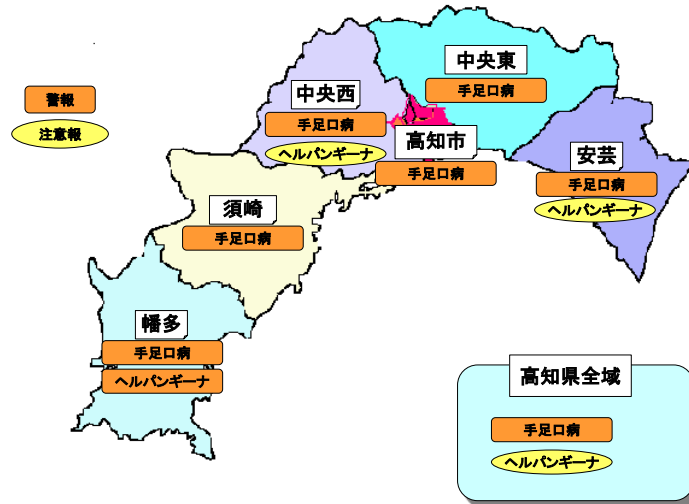 警報
注意報
中央東
手足口病
中央西
手足口病
ヘルパンギーナ
高知市
手足口病
安芸
手足口病
ヘルパンギーナ
須崎
手足口病
幡多
手足口病
ヘルパンギーナ
高知県全域
手足口病
ヘルパンギーナ